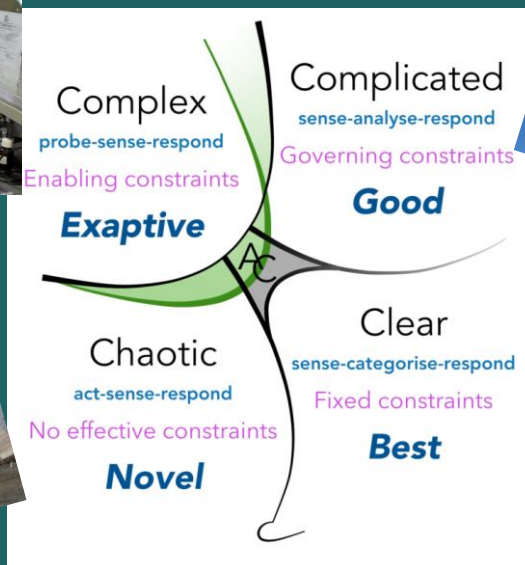 Complex
probe-sense-respond
Enabling constraints
Exaptive
Complicated
sense-analyse-respond
Governing constraints
Good
A
C
Chaotic
act-sense-respond
No effective constraints
Novel
Clear
sense-categorise-respond
Fixed constraints
Best